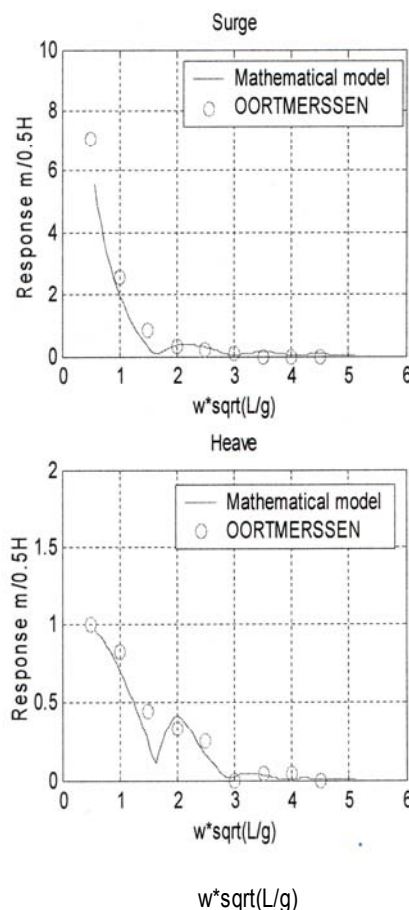 Surge
10
Mathematical model
OORTMERSSEN
8
6
4
2
0
Response m/0.5H
0 1 2 3 4 5 6
w*sqrt(L/g)
Heave
2
Mathematical model
OORTMERSSEN
1.5
1
0.5
0
Response m/0.5H
0 1 2 3 4 5 6
w*sqrt(L/g)
w*sqrt(L/g)